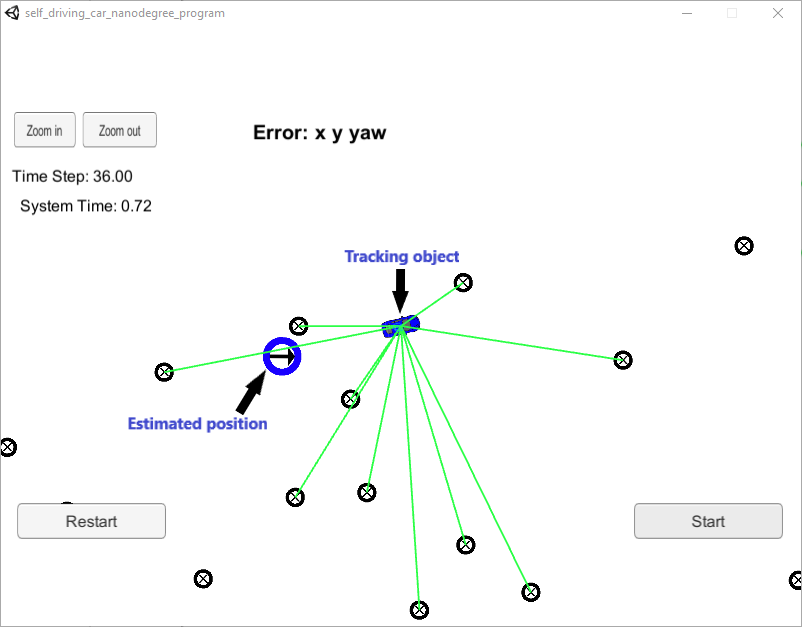 self_driving_car_nanodegree_program
Zoom in
Zoom out
Error: x y yaw
Time Step: 36.00
System Time: 0.72
Tracking object
Estimated position
Restart
Start